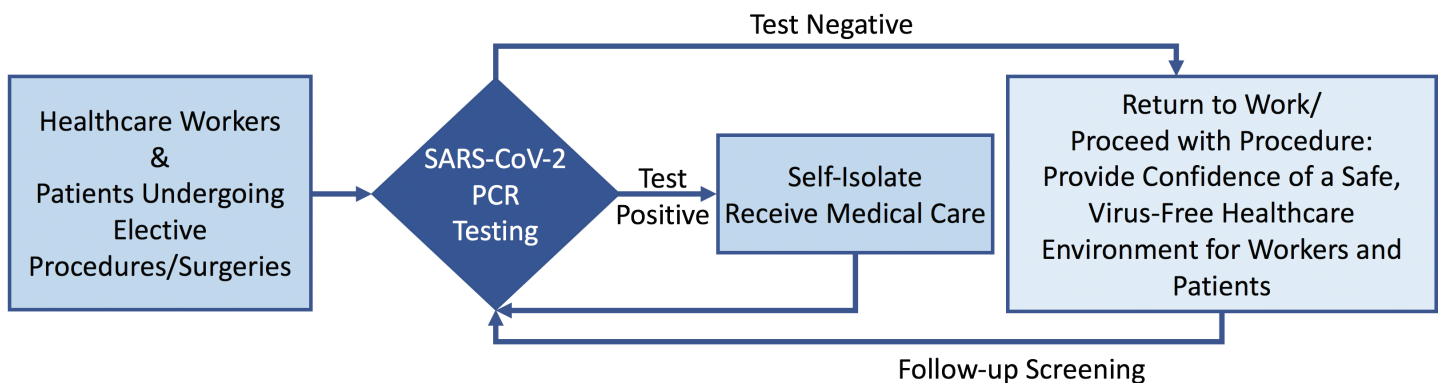 Test Negative
Healthcare Workers
&
Patients Undergoing
Elective
Procedures/Surgeries
SARS-CoV-2
PCR
Testing
Test
Positive
Self-Isolate
Receive Medical Care
Return to Work/
Proceed with Procedure:
Provide Confidence of a Safe,
Virus-Free Healthcare
Environment for Workers and
Patients
Follow-up Screening